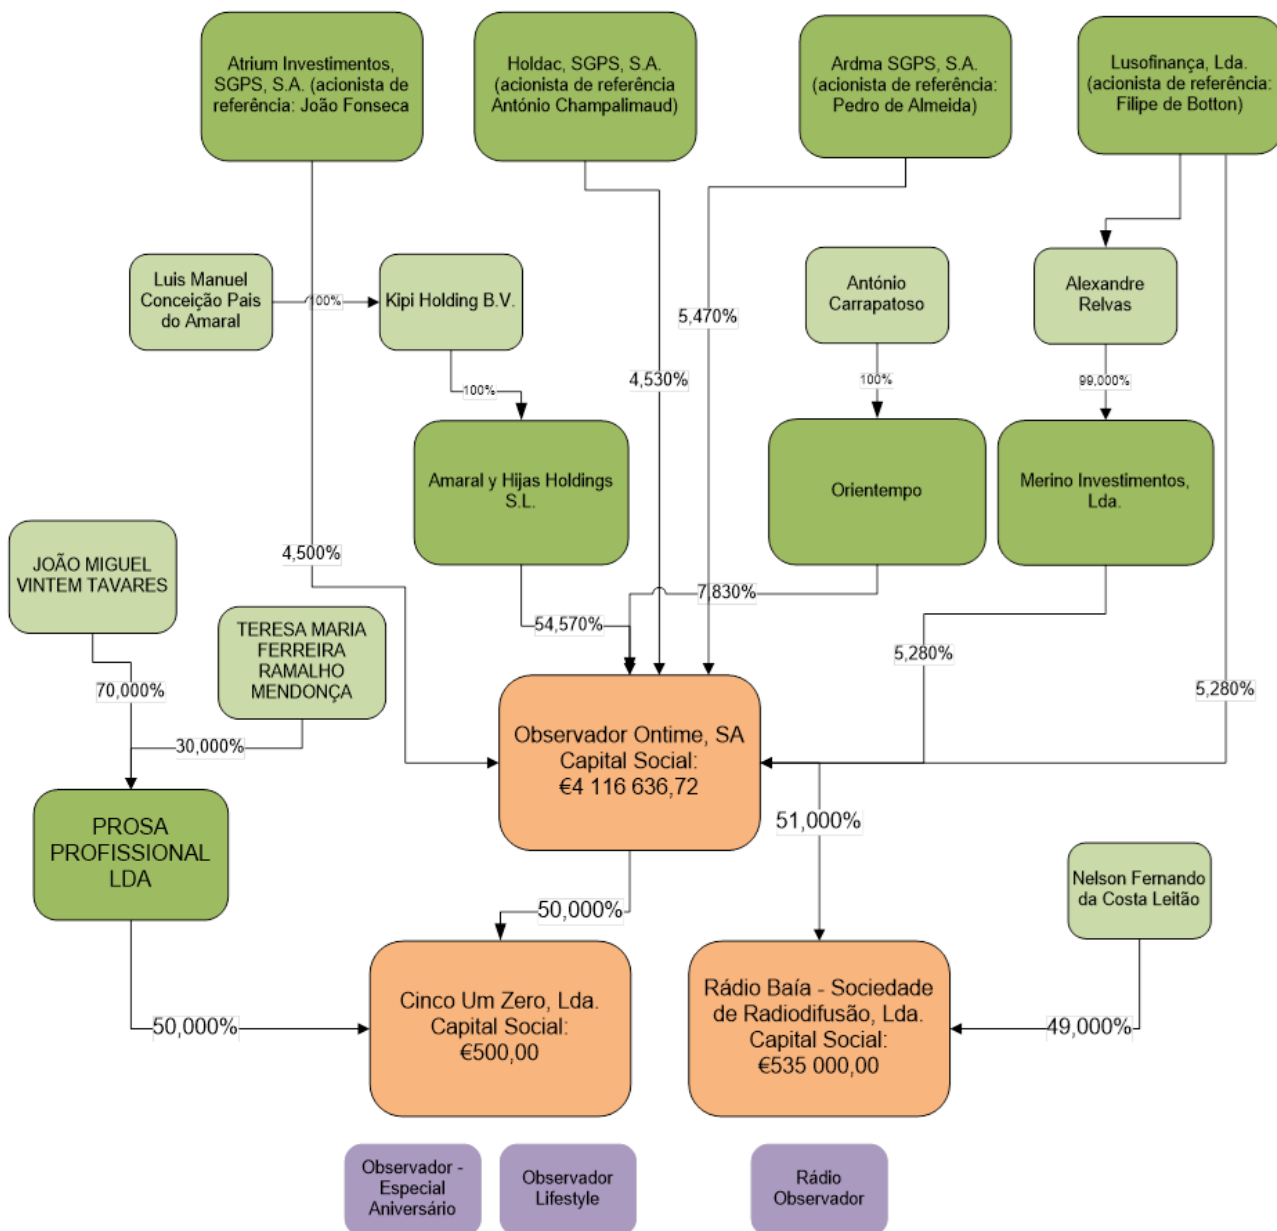 Atrium Investimentos,
SGPS, S.A. (acionista de
referência: João Fonseca
Holdac, SGPS, S.A.
(acionista de referência
António Champalimaud)
Ardma SGPS, S.A.
(acionista de referência:
Pedro de Almeida)
Lusofinança, Lda.
(acionista de referência:
Filipe de Botton)
Luis Manuel
Conceição Pais
do Amaral
100%
Kipi Holding B.V.
António
Carrapatoso
Alexandre
Relvas
5,470%
4,530%
100%
100%
99,000%
Amaral y Hijas Holdings
S.L.
Orientempo
Merino Investimentos,
Lda.
JOÃO MIGUEL
VINTEM TAVARES
4,500%
7,830%
TERESA MARIA
FERREIRA
RAMALHO
MENDONÇA
54,570%
5,280%
5,280%
70,000%
30,000%
Observador Ontime, SA
Capital Social:
€4 116 636,72
PROSA
PROFISSIONAL
LDA
51,000%
Nelson Fernando
da Costa Leitão
50,000%
Cinco Um Zero, Lda.
Capital Social:
€500,00
Rádio Baía - Sociedade
de Radiodifusão, Lda.
Capital Social:
€535 000,00
50,000%
49,000%
Observador -
Especial
Aniversário
Observador
Lifestyle
Rádio
Observador